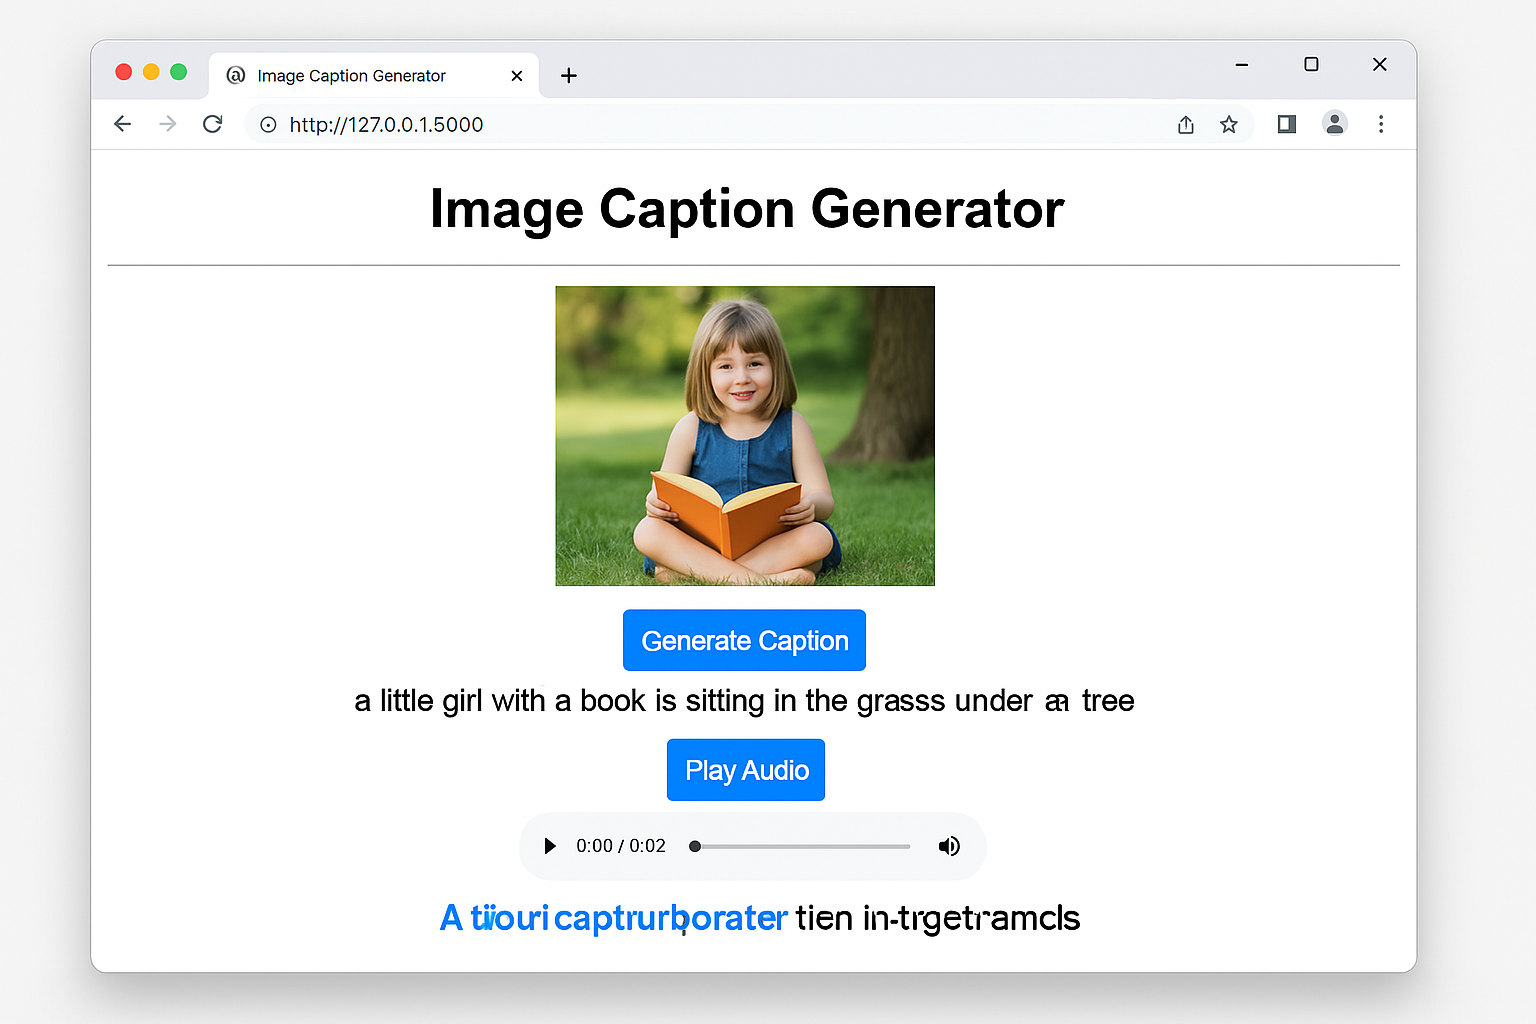 Image Caption Generator
http://127.0.0.1.5000
Image Caption Generator
Generate Caption
a little girl with a book is sitting in the grasss under tree
Play Audio
0:00 / 0:02
A captrurborater tien in-trgetramcls